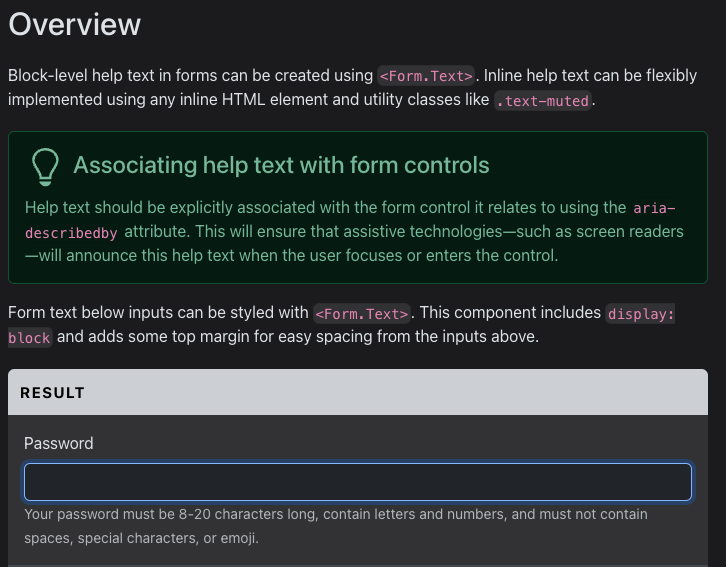 Overview
Block-level help text in forms can be created using <Form.Text>. Inline help text can be flexibly
implemented using any inline HTML element and utility classes like .text-muted.
Associating help text with form controls
Help text should be explicitly associated with the form control it relates to using the aria-
describedby attribute. This will ensure that assistive technologies—such as screen readers
—will announce this help text when the user focuses or enters the control.
Form text below inputs can be styled with <Form.Text>. This component includes display:
block and adds some top margin for easy spacing from the inputs above.
RESULT
Password
Your password must be 8-20 characters long, contain letters and numbers, and must not contain
spaces, special characters, or emoji.